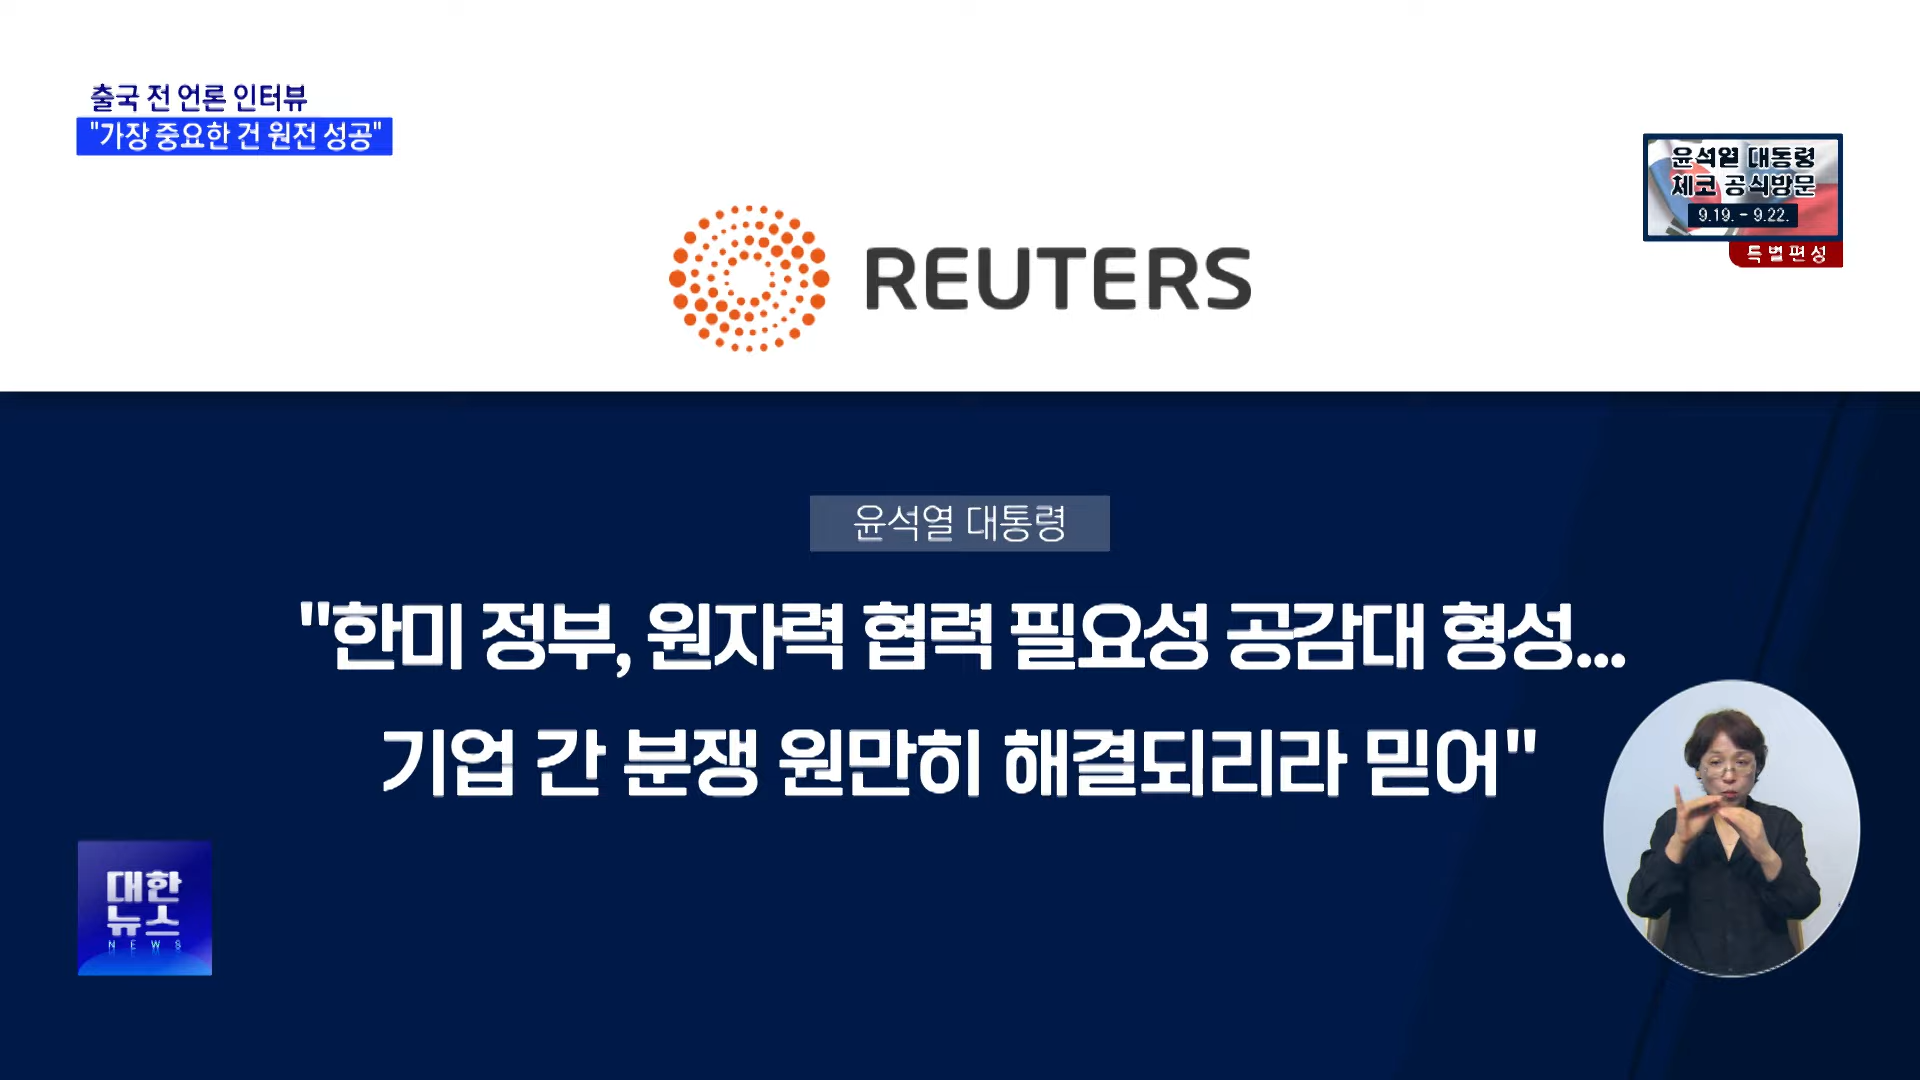 출국 전 언론 인터뷰
"가장 중요한 건 원전 성공"
윤석열 대통령
체코 공식방문
9.19. - 9.22.
특별편성
REUTERS
윤석열 대통령
"한미 정부, 원자력 협력 필요성 공감대 형성...
기업 간 분쟁 원만히 해결되리라 믿어"
대한
뉴스
NEWS